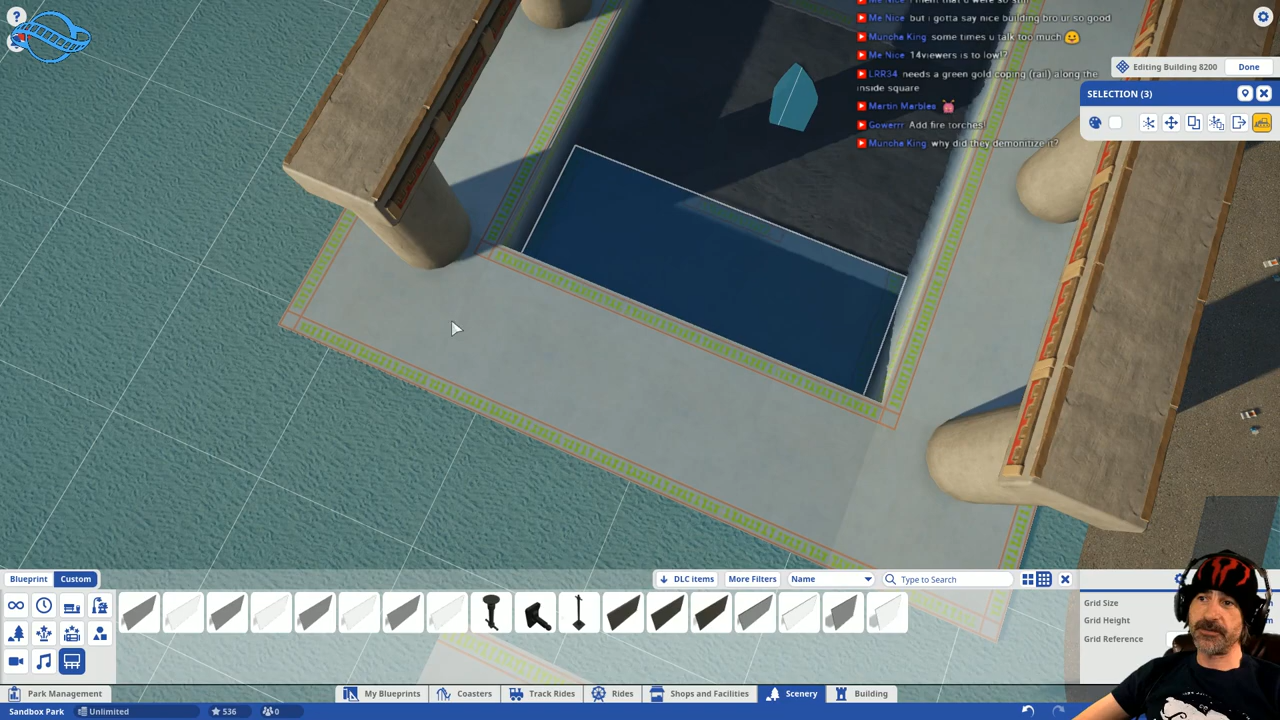 ?
Me Nice but i gotta say nice building bro ur so good
Muncha King some times u talk too much
Me Nice 14viewers is to low!?
LRR34 needs a green gold coping (rail) along the
inside square
Martin Marbles
Gowerrr Add fire torches!
Muncha King why did they demonitize it?
Editing Building 8200 Done
SELECTION (3)
Blueprint Custom
DLC items More Filters Name Type to Search
Grid Size
Grid Height
Grid Reference
Park Management My Blueprints Coasters Track Rides Rides Shops and Facilities Scenery Building
Sandbox Park Unlimited 536 0